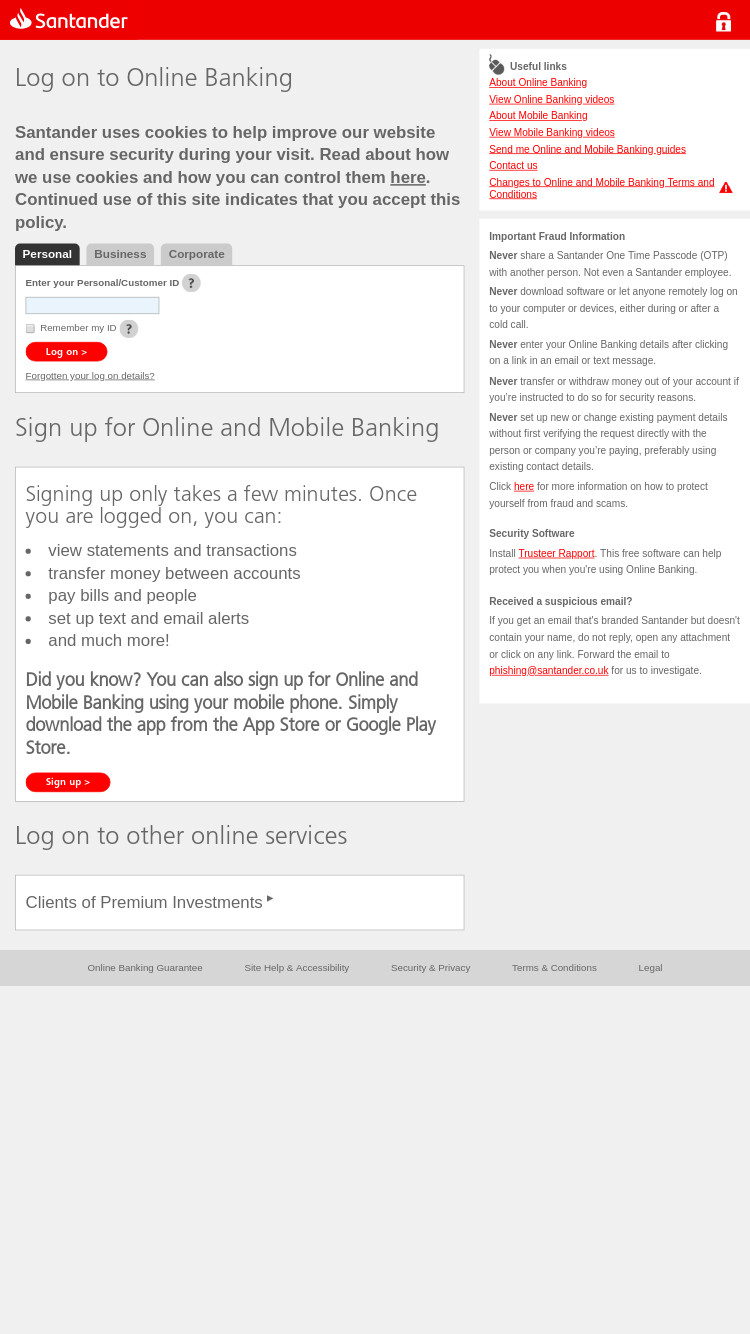 Santander
Log on to Online Banking
Santander uses cookies to help improve our website
and ensure security during your visit. Read about how
we use cookies and how you can control them here.
Continued use of this site indicates that you accept this
policy.
Personal
Business
Corporate
Enter your Personal/Customer ID ?
Remember my ID ?
Log on >
Forgotten your log on details?
Sign up for Online and Mobile Banking
Signing up only takes a few minutes. Once
you are logged on, you can:
• view statements and transactions
• transfer money between accounts
• pay bills and people
• set up text and email alerts
• and much more!
Did you know? You can also sign up for Online and
Mobile Banking using your mobile phone. Simply
download the app from the App Store or Google Play
Store.
Sign up >
Log on to other online services
Clients of Premium Investments
Useful links
About Online Banking
View Online Banking videos
About Mobile Banking
View Mobile Banking videos
Send me Online and Mobile Banking guides
Contact us
Changes to Online and Mobile Banking Terms and
Conditions
Important Fraud Information
Never share a Santander One Time Passcode (OTP)
with another person. Not even a Santander employee.
Never download software or let anyone remotely log on
to your computer or devices, either during or after a
cold call.
Never enter your Online Banking details after clicking
on a link in an email or text message.
Never transfer or withdraw money out of your account if
you're instructed to do so for security reasons.
Never set up new or change existing payment details
without first verifying the request directly with the
person or company you're paying, preferably using
existing contact details.
Click here for more information on how to protect
yourself from fraud and scams.
Security Software
Install Trusteer Rapport. This free software can help
protect you when you're using Online Banking.
Received a suspicious email?
If you get an email that's branded Santander but doesn't
contain your name, do not reply, open any attachment
or click on any link. Forward the email to
phishing@santander.co.uk for us to investigate.
Online Banking Guarantee
Site Help & Accessibility
Security & Privacy
Terms & Conditions
Legal